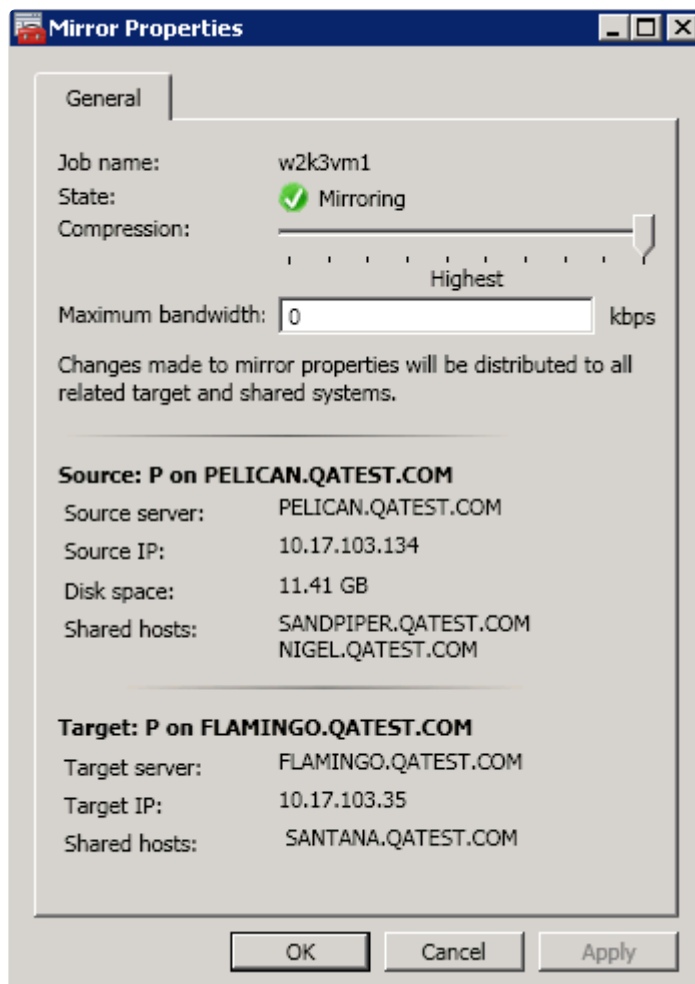 Mirror Properties
General
Job name: w2k3vm1
State: Mirroring
Compression:
Highest
Maximum bandwidth: 0 kbps
Changes made to mirror properties will be distributed to all
related target and shared systems.
Source: P on PELICAN.QATEST.COM
Source server: PELICAN.QATEST.COM
Source IP: 10.17.103.134
Disk space: 11.41 GB
Shared hosts: SANDPIPER.QATEST.COM
NIGEL.QATEST.COM
Target: P on FLAMINGO.QATEST.COM
Target server: FLAMINGO.QATEST.COM
Target IP: 10.17.103.35
Shared hosts: SANTANA.QATEST.COM
OK Cancel Apply